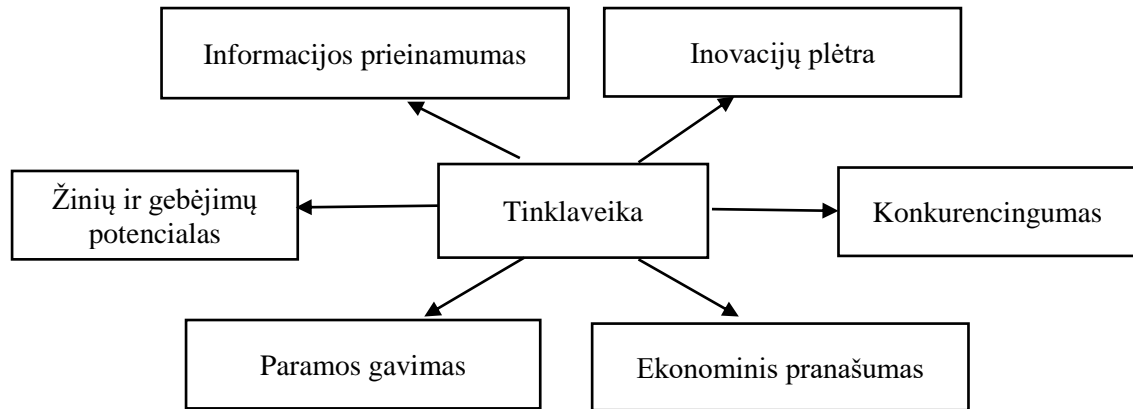 Informacijos prieinamumas
Inovacijų plėtra
Žinių ir gebėjimų
potencialas
Tinklaveika
Konkurencingumas
Paramos gavimas
Ekonominis pranašumas